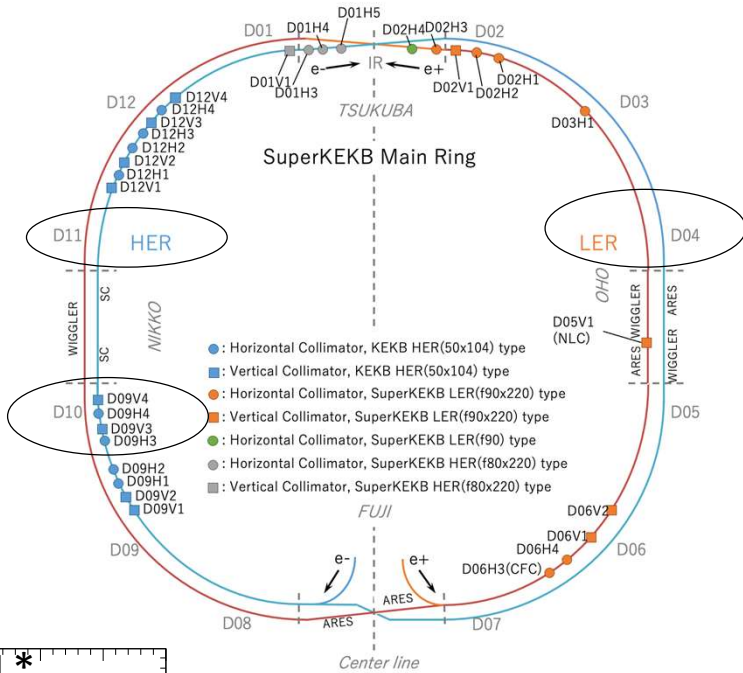 D01H4
D01H5
D01
D02H4
D02H3
D02
D01V1
D01H3
e-
IR
e+
D02V1
D02H2
D02H1
TSUKUBA
D12
D12V4
D12H4
D12V3
D12H3
D12H2
D12V2
D12H1
D12V1
D03
D03H1
SuperKEKB Main Ring
D11
HER
LER
D04
WIGGLER
SC
SC
NIKKO
OHO
WIGGLER
ARES
ARES
WIGGLER
D05V1
(NLC)
: Horizontal Collimator, KEKB HER(50x104) type
: Vertical Collimator, KEKB HER(50x104) type
: Horizontal Collimator, SuperKEKB LER(f90x220) type
: Vertical Collimator, SuperKEKB LER(f90x220) type
: Horizontal Collimator, SuperKEKB LER(f90) type
: Horizontal Collimator, SuperKEKB HER(f80x220) type
: Vertical Collimator, SuperKEKB HER(f80x220) type
D10
D09V4
D09H4
D09V3
D09H3
D09H2
D09H1
D09V2
D09V1
D05
FUJI
D09
D06V2
D06V1
D06H4
D06H3(CFC)
D06
e-
e+
ARES
ARES
D08
D07
Center line
*